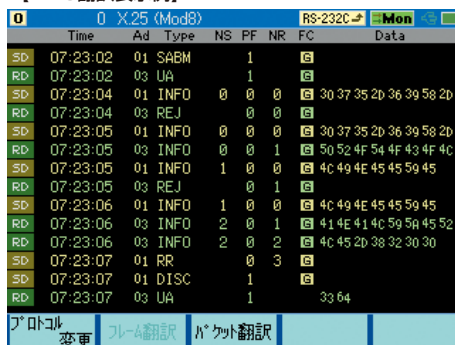 0 0 X.25 (Mod8) RS-232C Mon
Time Ad Type NS PF NR FC Data
SD 07:23:02 01 SABM 1 G
RD 07:23:02 03 UA 1 G
SD 07:23:04 01 INFO 0 0 0 G 30 37 35 2D 36 39 58 2D
RD 07:23:04 03 REJ 0 0 G
SD 07:23:05 01 INFO 0 0 0 G 30 37 35 2D 36 39 58 2D
RD 07:23:05 03 INFO 0 0 1 G 50 52 4F 54 4F 43 4F 4C
SD 07:23:05 01 INFO 1 0 0 G 4C 49 4E 45 45 59 45
RD 07:23:05 03 REJ 0 1 G
SD 07:23:06 01 INFO 1 0 0 G 4C 49 4E 45 45 59 45
RD 07:23:06 03 INFO 2 0 1 G 41 4E 41 4C 59 5A 45 52
RD 07:23:06 03 INFO 2 0 2 G 4C 45 2D 38 32 30 30
SD 07:23:07 01 RR 0 3 G
SD 07:23:07 01 DISC 1 G
RD 07:23:07 03 UA 1 33 64
プロトコル
変更 フレーム翻訳 パケット翻訳